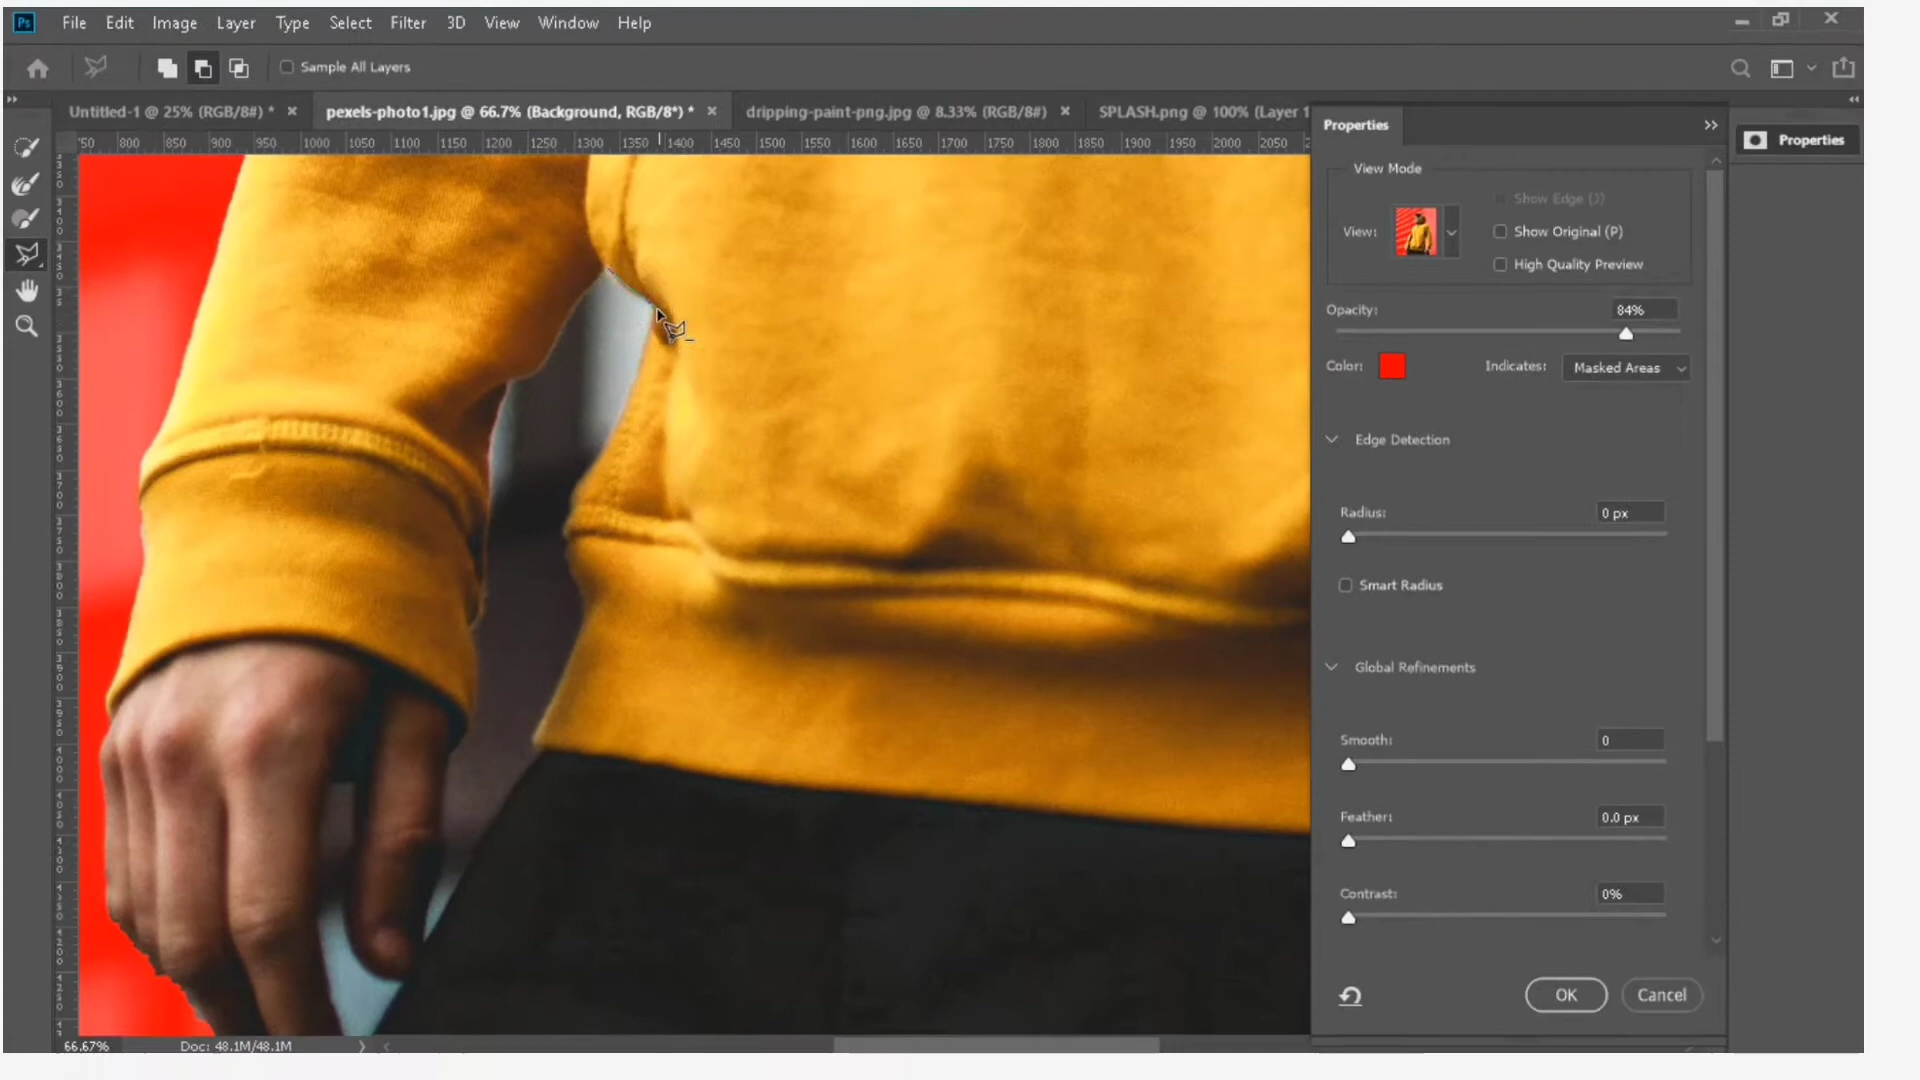 Ps File Edit Image Layer Type Select Filter 3D View Window Help
Sample All Layers
Untitled-1 @ 25% (RGB/8#) * × pexels-photo1.jpg @ 66.7% (Background, RGB/8*) * × dripping-paint-png.jpg @ 8.33% (RGB/8#) × SPLASH.png @ 100% (Layer 1
800 850 900 950 1000 1050 1100 1150 1200 1250 1300 1350 1400 1450 1500 1550 1600 1650 1700 1750 1800 1850 1900 1950 2000 2050
Properties
Properties
View Mode
Show Edge (J)
View:
Show Original (P)
High Quality Preview
Opacity: 84%
Color: Indicates: Masked Areas
Edge Detection
Radius: 0 px
Smart Radius
Global Refinements
Smooth: 0
Feather: 0.0 px
Contrast: 0%
OK Cancel
66.67% Doc: 48.1M/48.1M